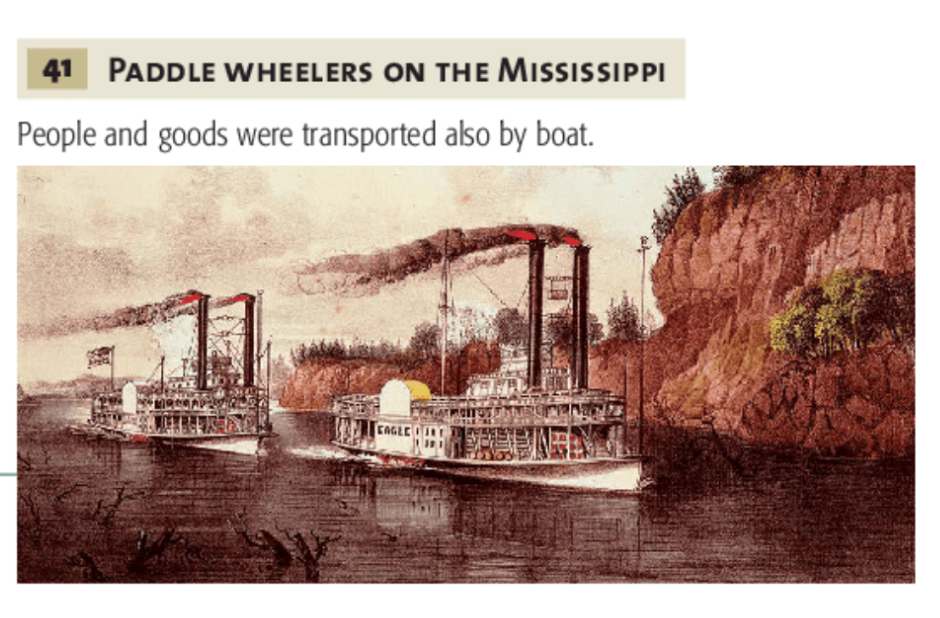 41 PADDLE WHEELERS ON THE MISSISSIPPI
People and goods were transported also by boat.
EAGLE